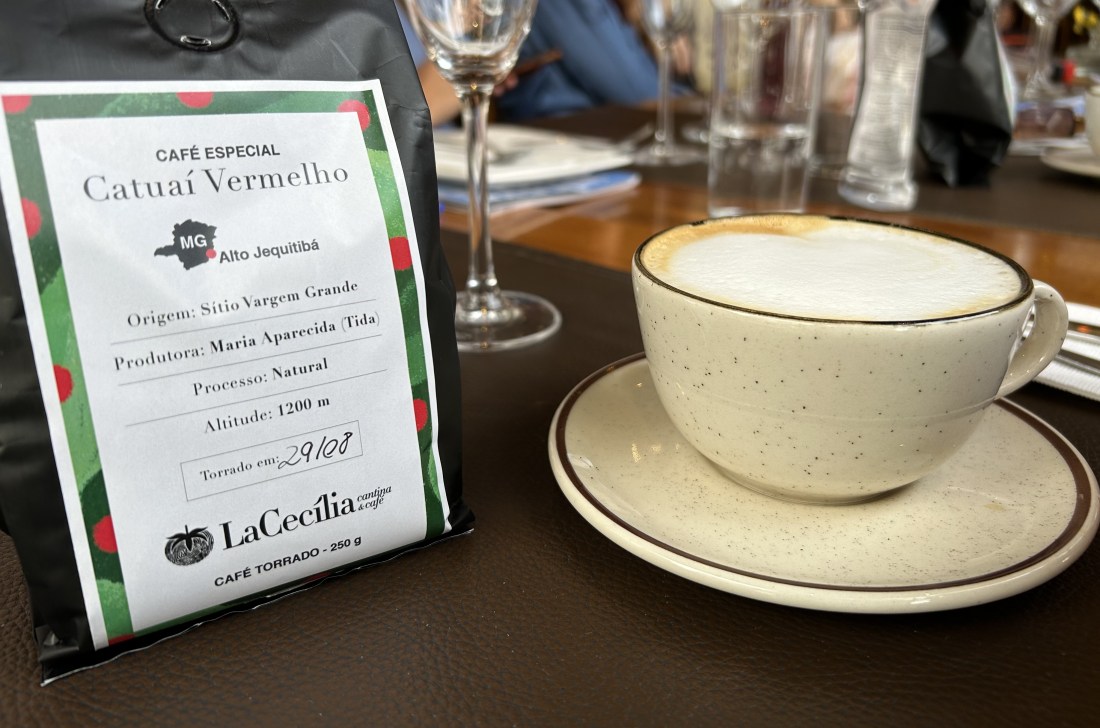 CAFÉ ESPECIAL
Catuaí Vermelho
MG
Alto Jequitibá
Origem: Sítio Vargem Grande
Produtora: Maria Aparecida (Tida)
Processo: Natural
Altitude: 1200 m
Torrado em: 29/08
LaCecília cantina
& café
CAFÉ TORRADO - 250 g